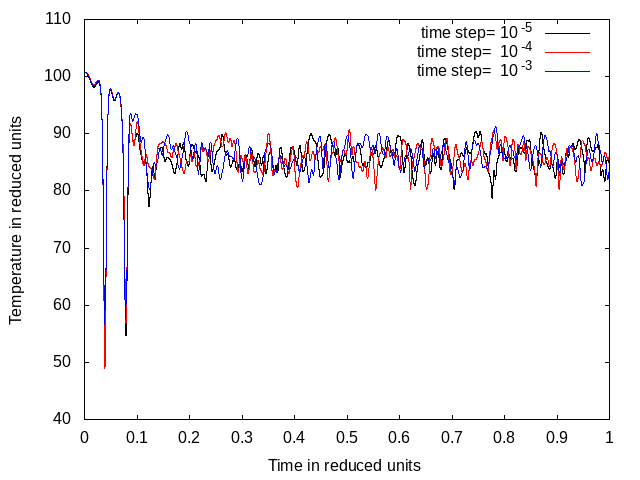 110
100
90
80
70
60
50
40
Temperature in reduced units
time step= 10⁻⁵
time step= 10⁻⁴
time step= 10⁻³
0 0.1 0.2 0.3 0.4 0.5 0.6 0.7 0.8 0.9 1
Time in reduced units